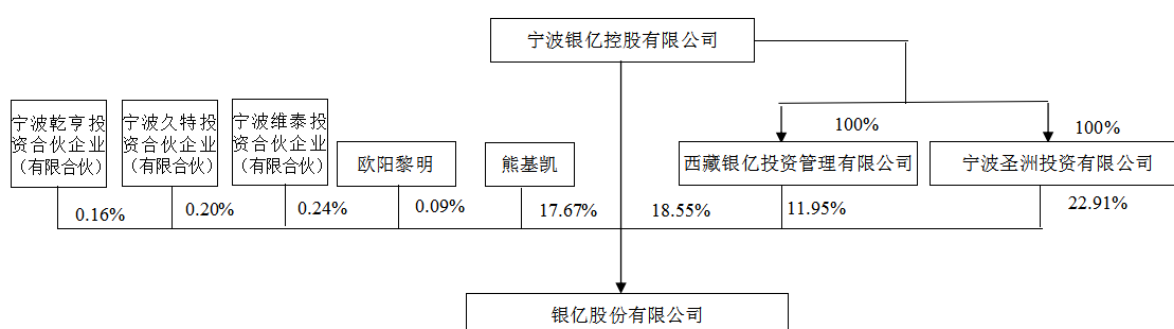 宁波银亿控股有限公司
宁波乾亨投
资合伙企业
（有限合伙）
宁波久特投
资合伙企业
（有限合伙）
宁波维泰投
资合伙企业
（有限合伙）
欧阳黎明
熊基凯
100%
西藏银亿投资管理有限公司
100%
宁波圣洲投资有限公司
0.16%
0.20%
0.24%
0.09%
17.67%
18.55%
11.95%
22.91%
银亿股份有限公司